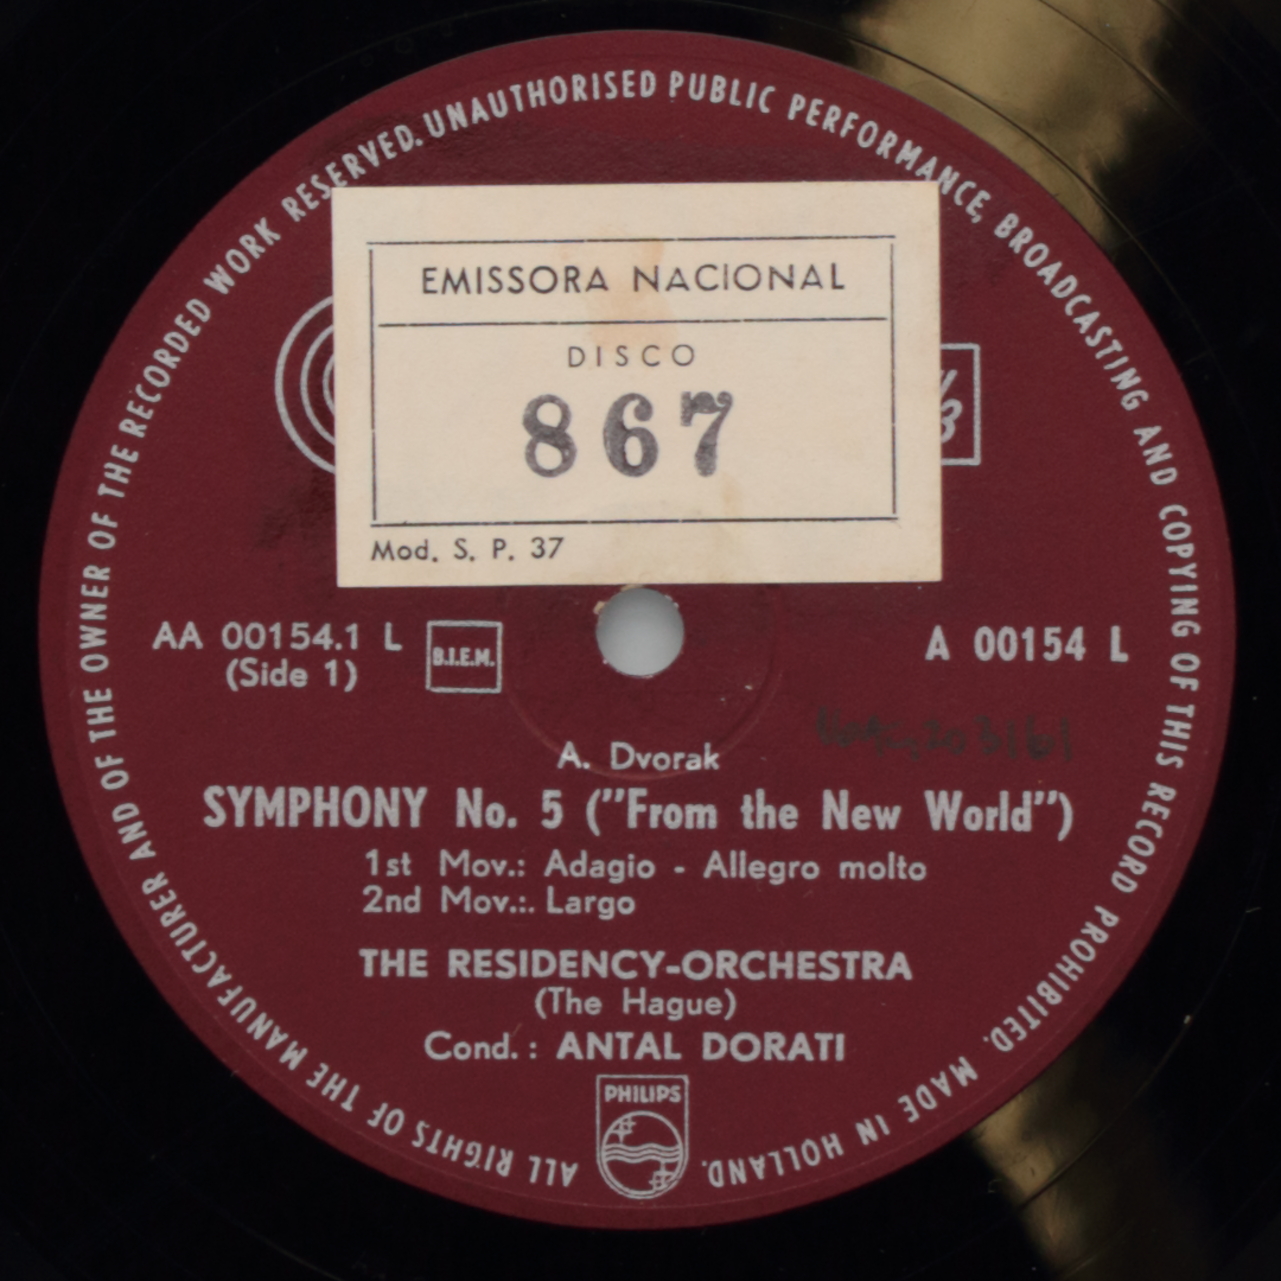 ALL RIGHTS OF THE MANUFACTURER AND OF THE OWNER OF THE RECORDED WORK RESERVED. UNAUTHORISED PUBLIC PERFORMANCE, BROADCASTING AND COPYING OF THIS RECORD PROHIBITED. MADE IN HOLLAND.
EMISSORA NACIONAL
DISCO
867
Mod. S. P. 37
AA 00154.1 L
(Side 1)
B.I.E.M.
A 00154 L
A. Dvorak
SYMPHONY No. 5 ("From the New World")
1st Mov.: Adagio - Allegro molto
2nd Mov.:. Largo
THE RESIDENCY-ORCHESTRA
(The Hague)
Cond.: ANTAL DORATI
PHILIPS